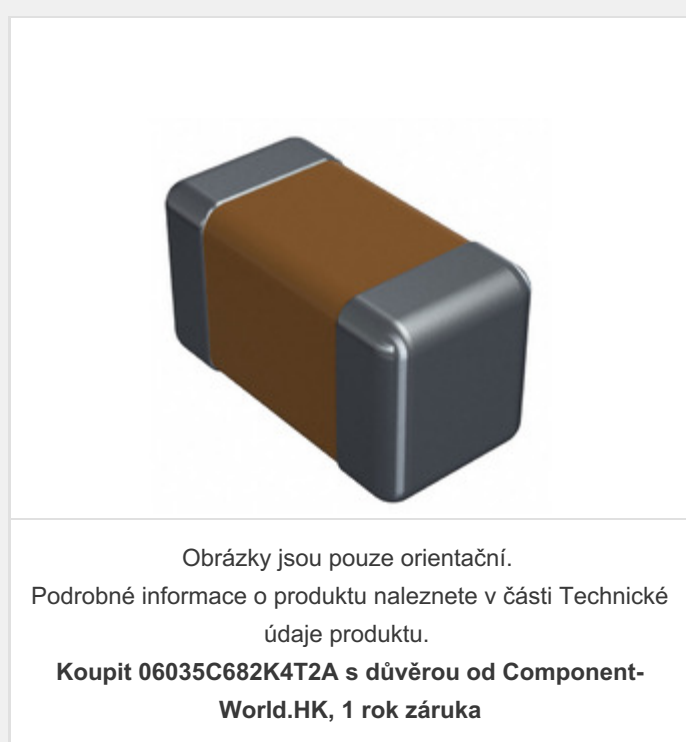 Obrázky jsou pouze orientační.
Podrobné informace o produktu naleznete v části Technické
údaje produktu.
Koupit 06035C682K4T2A s důvěrou od Component-
World.HK, 1 rok záruka